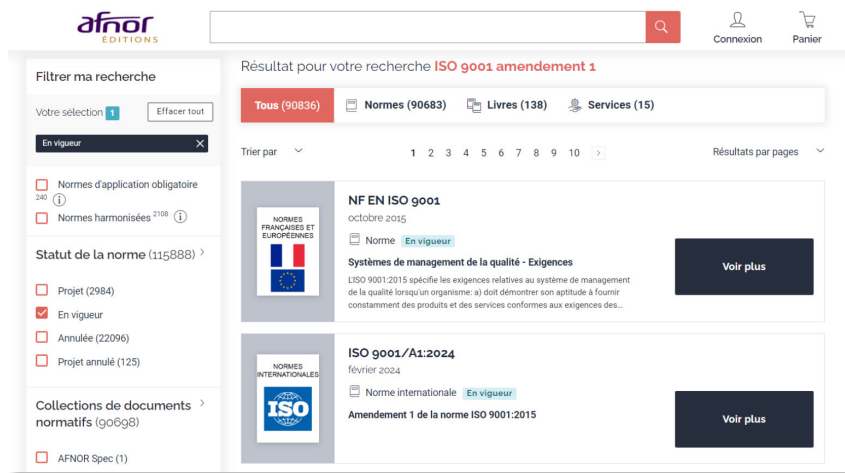 afnor
ÉDITIONS
Connexion
Panier
Filtrer ma recherche
Votre sélection 1
Effacer tout
En vigueur
Normes d'application obligatoire
240
Normes harmonisées 2108
Statut de la norme (115888)
Projet (2984)
En vigueur
Annulée (22096)
Projet annulé (125)
Collections de documents
normatifs (90698)
AFNOR Spec (1)
Résultat pour votre recherche ISO 9001 amendement 1
Tous (90836) Normes (90683) Livres (138) Services (15)
Trier par 1 2 3 4 5 6 7 8 9 10 > Résultats par pages
NORMES
FRANÇAISES ET
EUROPÉENNES
NF EN ISO 9001
octobre 2015
Norme En vigueur
Systèmes de management de la qualité - Exigences
L'ISO 9001:2015 spécifie les exigences relatives au système de management
de la qualité lorsqu'un organisme: a) doit démontrer son aptitude à fournir
constamment des produits et des services conformes aux exigences des...
Voir plus
NORMES
INTERNATIONALES
ISO
ISO 9001/A1:2024
février 2024
Norme internationale En vigueur
Amendement 1 de la norme ISO 9001:2015
Voir plus